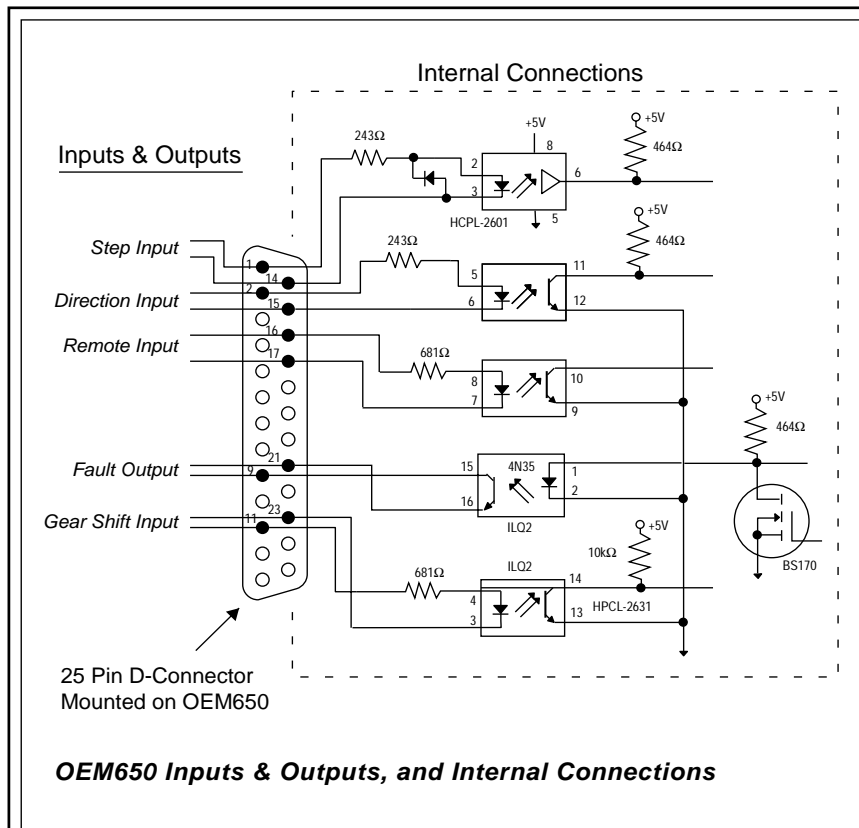 Internal Connections
Inputs & Outputs
+5V
8
+5V
243Ω
464Ω
2
6
3
HCPL-2601
5
+5V
Step Input
243Ω
464Ω
1
14
5
11
2
Direction Input
15
6
12
16
Remote Input
17
681Ω
8
10
7
9
+5V
464Ω
21
Fault Output
9
15
4N35
1
16
2
23
Gear Shift Input
11
ILQ2
+5V
ILQ2
10kΩ
BS170
681Ω
14
4
HPCL-2631
3
13
25 Pin D-Connector
Mounted on OEM650
OEM650 Inputs & Outputs, and Internal Connections